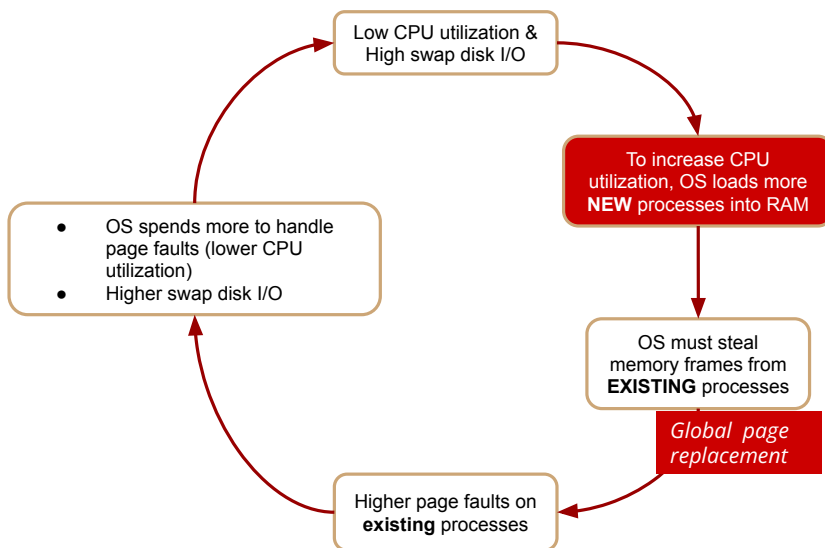 Low CPU utilization &
High swap disk I/O
To increase CPU
utilization, OS loads more
NEW processes into RAM
OS must steal
memory frames from
EXISTING processes
Global page
replacement
Higher page faults on
existing processes
● OS spends more to handle
page faults (lower CPU
utilization)
● Higher swap disk I/O